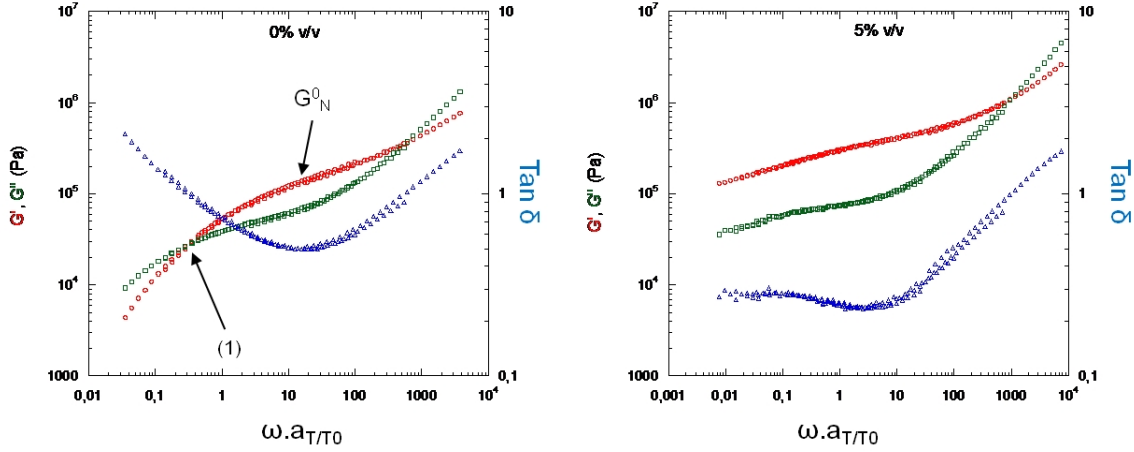 0% v/v
10⁷
10⁶
10⁵
10⁴
1000
G', G'' (Pa)
G⁰N
(1)
10
1
0,1
Tan δ
0,01 0,1 1 10 100 1000 10⁴
ω.aT/T0
5% v/v
10⁷
10⁶
10⁵
10⁴
1000
G', G'' (Pa)
10
1
0,1
Tan δ
0,001 0,01 0,1 1 10 100 1000 10⁴
ω.aT/T0